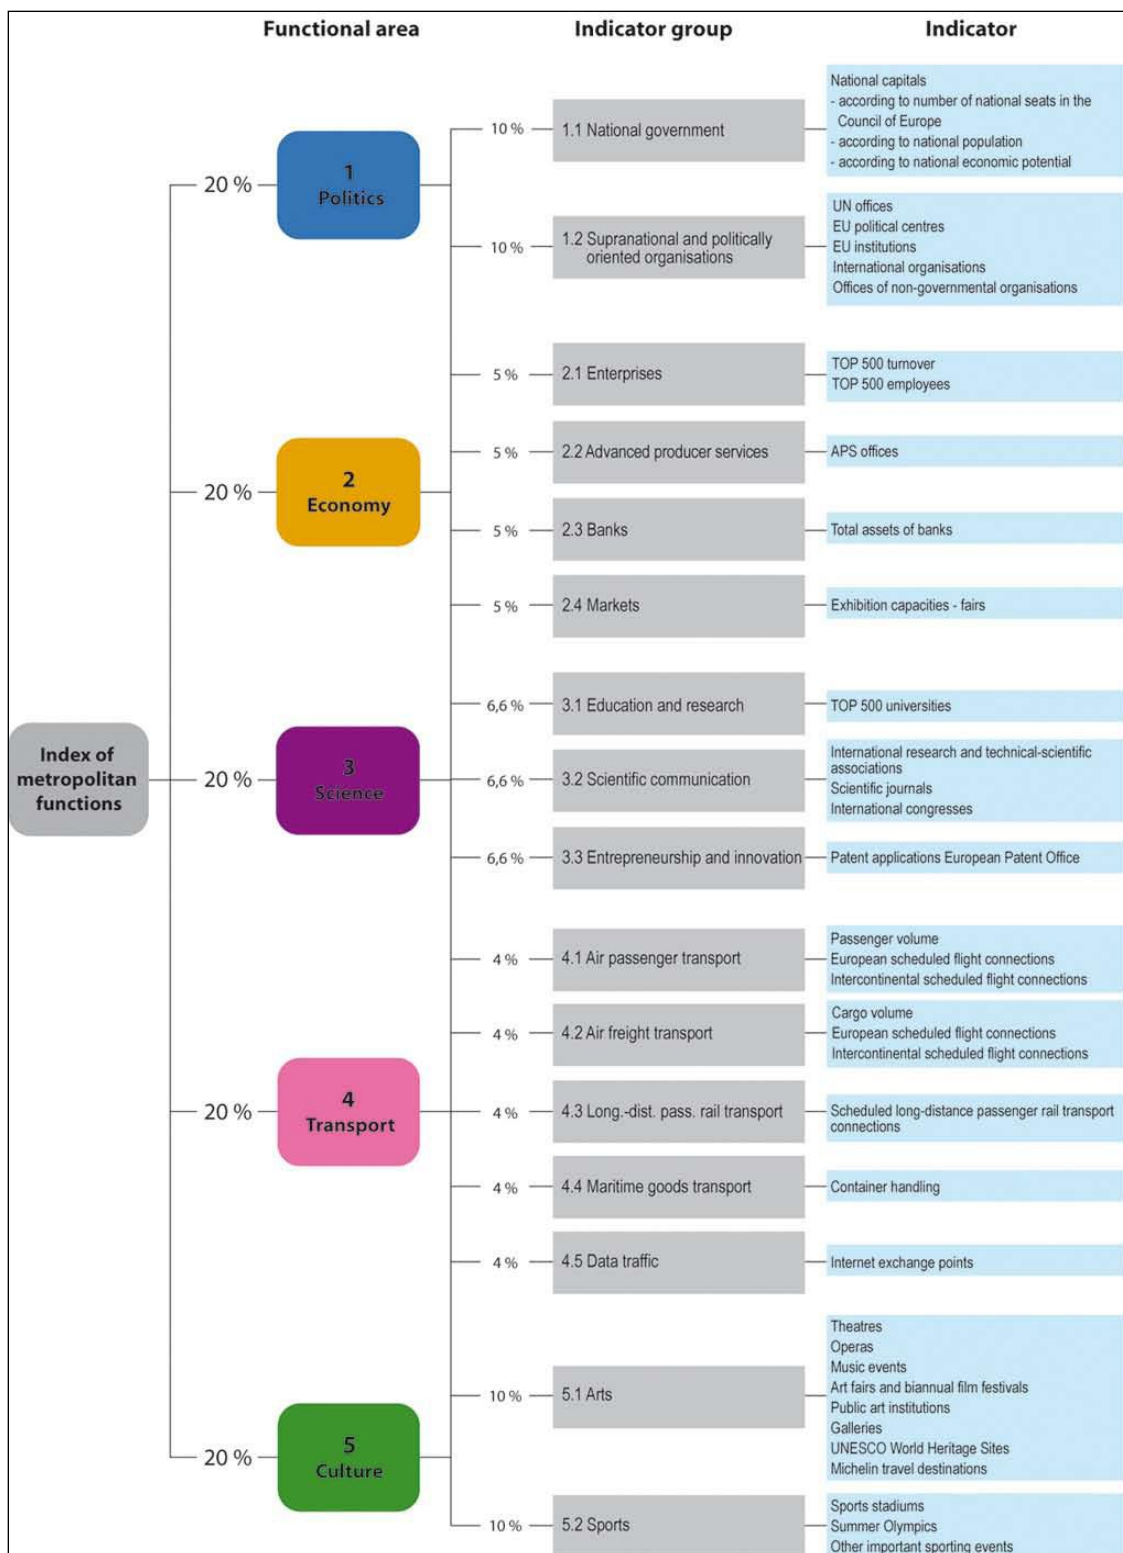 Functional area
Indicator group
Indicator
Index of
metropolitan
functions
20 %
1
Politics
10 %
1.1 National government
National capitals
- according to number of national seats in the
Council of Europe
- according to national population
- according to national economic potential
10 %
1.2 Supranational and politically
oriented organisations
UN offices
EU political centres
EU institutions
International organisations
Offices of non-governmental organisations
20 %
2
Economy
5 %
2.1 Enterprises
TOP 500 turnover
TOP 500 employees
5 %
2.2 Advanced producer services
APS offices
5 %
2.3 Banks
Total assets of banks
5 %
2.4 Markets
Exhibition capacities - fairs
20 %
3
Science
6,6 %
3.1 Education and research
TOP 500 universities
6,6 %
3.2 Scientific communication
International research and technical-scientific
associations
Scientific journals
International congresses
6,6 %
3.3 Entrepreneurship and innovation
Patent applications European Patent Office
20 %
4
Transport
4 %
4.1 Air passenger transport
Passenger volume
European scheduled flight connections
Intercontinental scheduled flight connections
4 %
4.2 Air freight transport
Cargo volume
European scheduled flight connections
Intercontinental scheduled flight connections
4 %
4.3 Long.-dist. pass. rail transport
Scheduled long-distance passenger rail transport
connections
4 %
4.4 Maritime goods transport
Container handling
4 %
4.5 Data traffic
Internet exchange points
20 %
5
Culture
10 %
5.1 Arts
Theatres
Operas
Music events
Art fairs and biannual film festivals
Public art institutions
Galleries
UNESCO World Heritage Sites
Michelin travel destinations
10 %
5.2 Sports
Sports stadiums
Summer Olympics
Other important sporting events